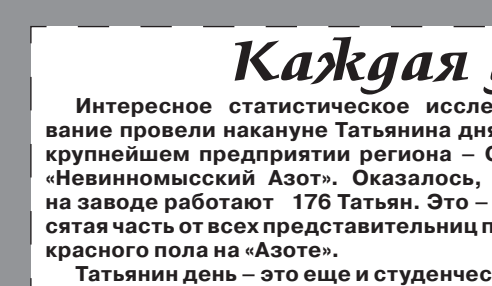 Каждая
Интересное статистическое иссле
вание провели накануне Татьянина дня
крупнейшем предприятии региона –
«Невинномысский Азот». Оказалось,
на заводе работают 176 Татьян. Это –
сятая часть от всех представительниц п
красного пола на «Азоте».
Татьянин день – это еще и студенчес